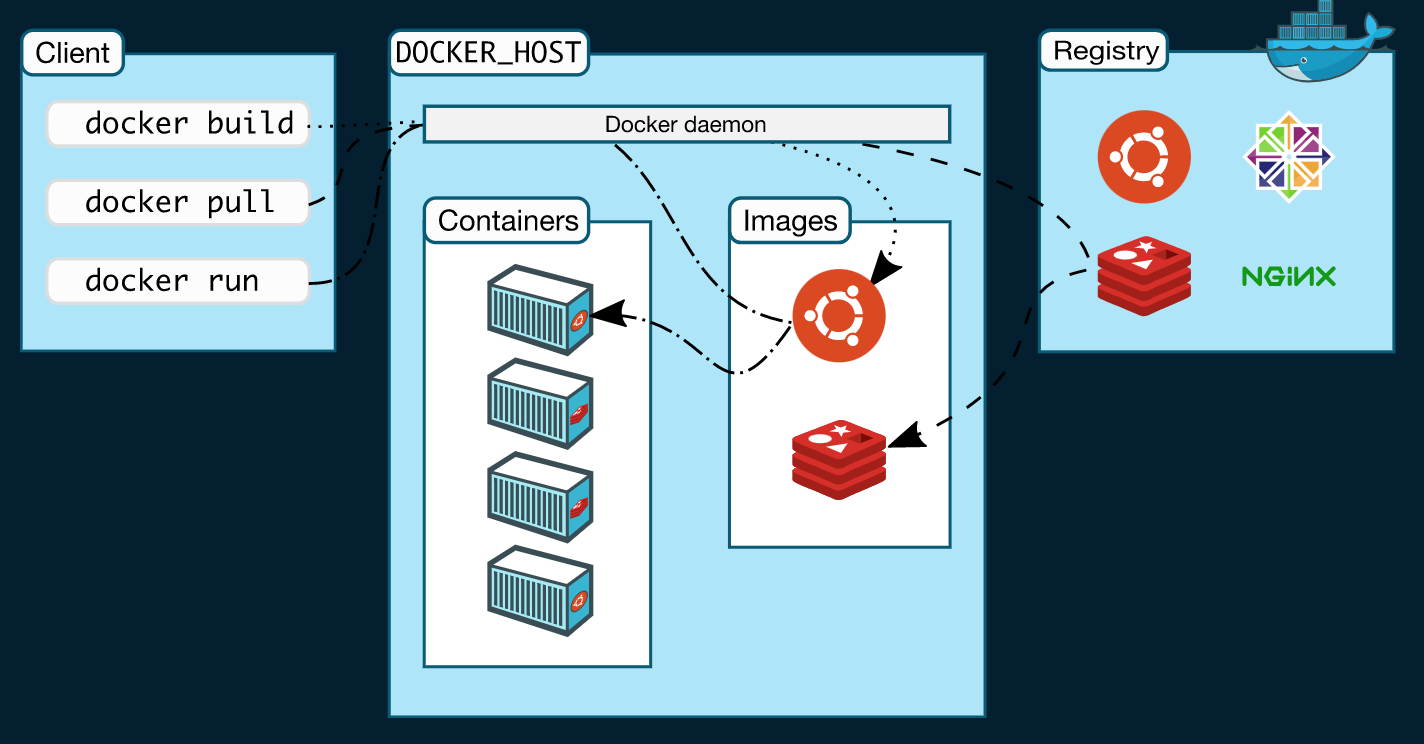 Client
docker build
docker pull
docker run
DOCKER_HOST
Docker daemon
Containers
Images
Registry
NGiNX